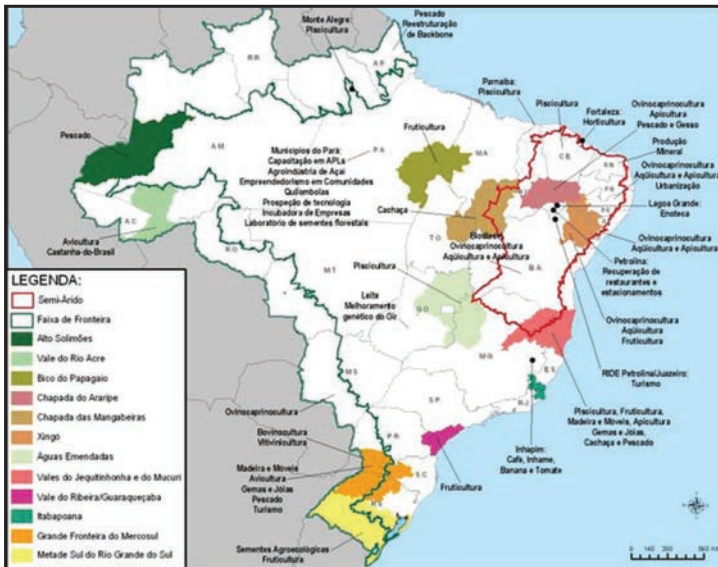 Monte Alegre:
Piscicultura
Pescado
Reestruturação
de Backbone
RR
AP
Parnaíba:
Piscicultura
Piscicultura
Fortaleza:
Horticultura
Ovinocaprinocultura
Apicultura
Pescado e Gesso
Produção
Mineral
Ovinocaprinocultura
Aqüicultura & Apicultura
Urbanização
Lagoa Grande:
Enoteca
Ovinocaprinocultura
Aqüicultura e Apicultura
Petrolina:
Recuperação de
restaurantes e
estacionamentos
Ovinocaprinocultura
Aqüicultura
Fruticultura
RIDE Petrolina/Juazeiro:
Turismo
Piscicultura, Fruticultura,
Madeira e Móveis, Apicultura
Gemas e Jóias,
Cachaça e Pescado
Inhapim:
Café, Inhame,
Banana e Tomate
Fruticultura
Pescado
AM
PA
MA
CE
RN
PB
PE
Fruticultura
Municípios do Pará:
Capacitação em APLs
Agroindústria de Açaí
Empreendedorismo em Comunidades
Quilombolas
Prospeção de tecnologia
Incubadora de Empresas
Laboratório de sementes florestais
Cachaça
Ovinocaprinocultura
Aqüicultura e Apicultura
AC
Avicultura
Castanha-do-Brasil
RO
TO
BA
MT
Piscicultura
Leite
Melhoramento
genético do Gir
GO
MG
ES
MS
SP
RJ
PR
SC
RS
Ovinocaprinocultura
Bovinocultura
Vitivinicultura
Madeira e Móveis
Avicultura
Gemas e Jóias
Pescado
Turismo
Sementes Agroecológicas
Fruticultura
LEGENDA:
Semi-Árido
Faixa de Fronteira
Alto Solimões
Vale do Rio Acre
Bico do Papagaio
Chapada do Araripe
Chapada das Mangabeiras
Xingó
Águas Emendadas
Vales do Jequitinhonha e do Mucuri
Vale do Ribeira/Guaraqueçaba
Itabapoana
Grande Fronteira do Mercosul
Metade Sul do Rio Grande do Sul
0 140 280 560